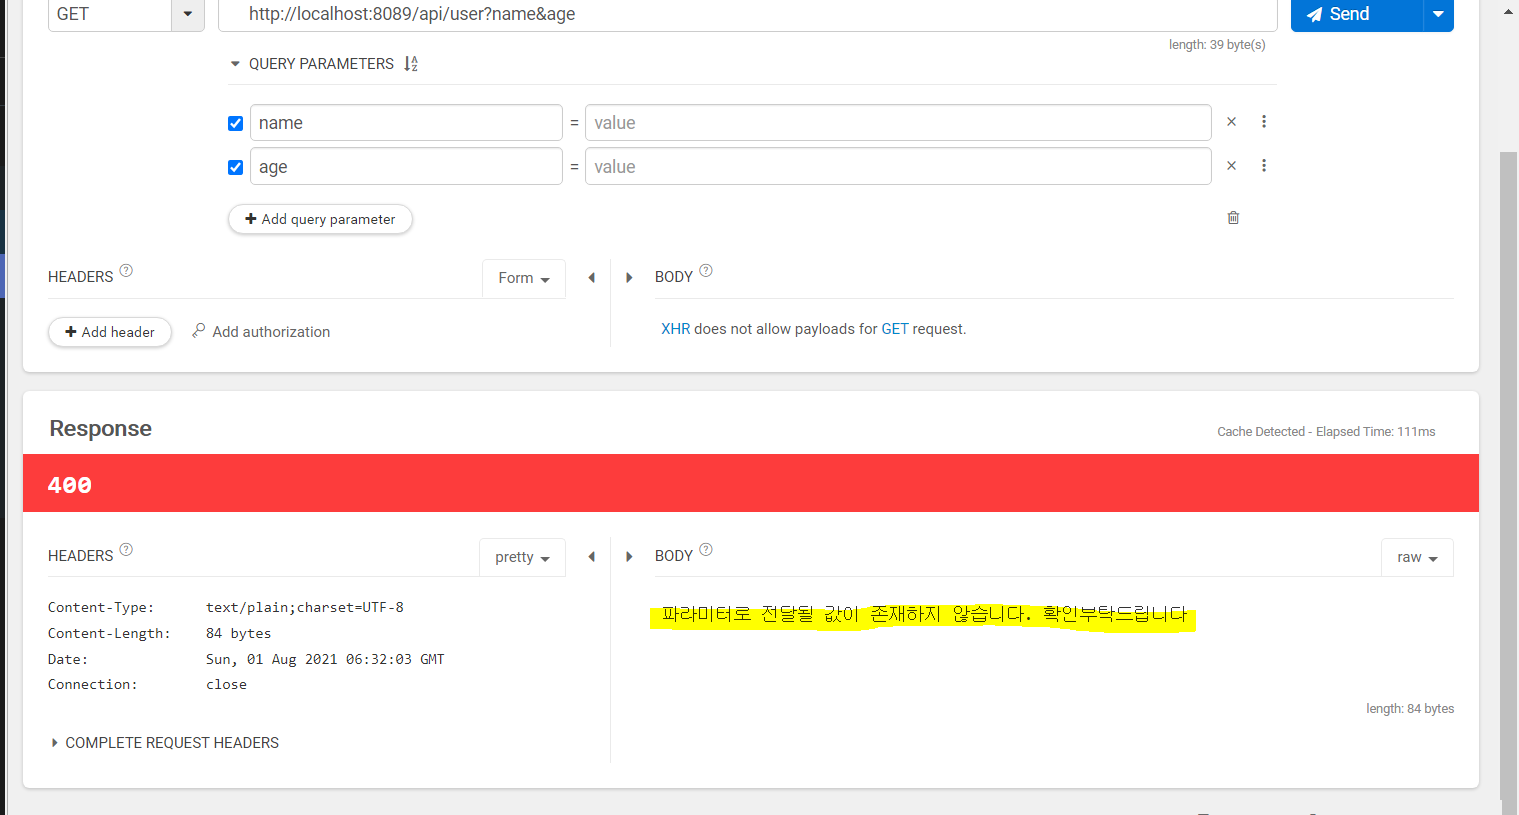 GET
http://localhost:8089/api/user?name&age
Send
length: 39 byte(s)
QUERY PARAMETERS
name = value
age = value
Add query parameter
HEADERS
Form
BODY
Add header
Add authorization
XHR does not allow payloads for GET request.
Response
Cache Detected - Elapsed Time: 111ms
400
HEADERS
pretty
BODY
raw
Content-Type: text/plain;charset=UTF-8
Content-Length: 84 bytes
Date: Sun, 01 Aug 2021 06:32:03 GMT
Connection: close
파라미터로 전달될 값이 존재하지 않습니다. 확인부탁드립니다
length: 84 bytes
COMPLETE REQUEST HEADERS